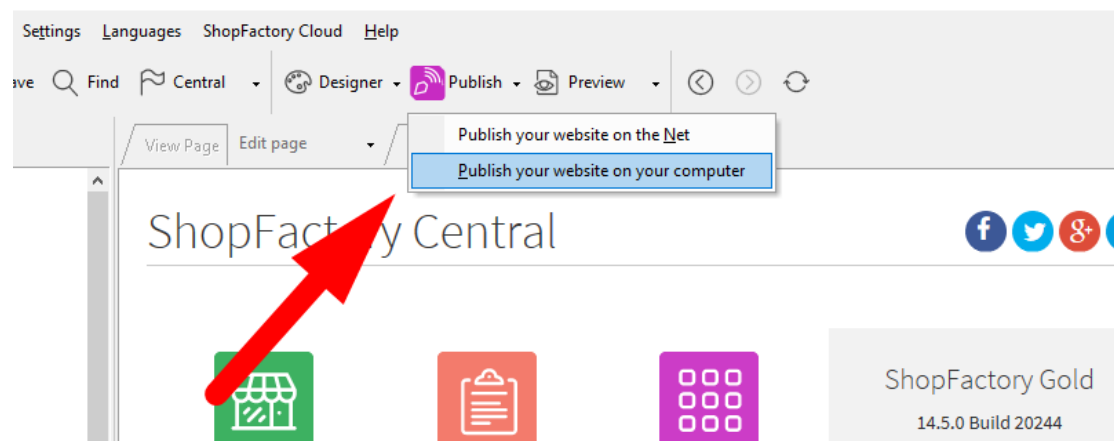 Settings Languages ShopFactory Cloud Help
ave Find Central Designer Publish Preview
View Page Edit page
Publish your website on the Net
Publish your website on your computer
ShopFactory Central
f g+
ShopFactory Gold
14.5.0 Build 20244